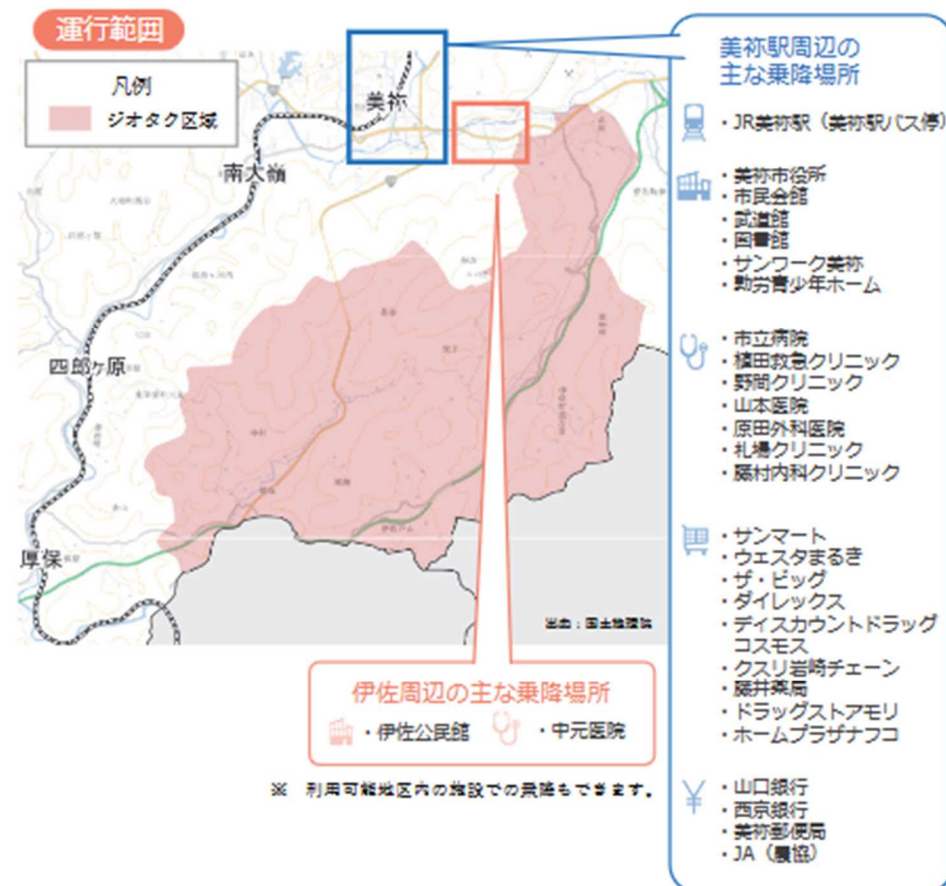 運行範囲
凡例
ジオタク区域
美祢
南大嶺
四郎ヶ原
厚保
出典：国土地理院
美祢駅周辺の
主な乗降場所
・JR美祢駅（美祢駅バス停）
・美祢市役所
・市民会館
・武道館
・図書館
・サンワーク美祢
・勤労青少年ホーム
・市立病院
・植田救急クリニック
・野間クリニック
・山本医院
・原田外科医院
・札場クリニック
・藤村内科クリニック
・サンマート
・ウエスタまるき
・ザ・ビッグ
・ダイレックス
・ディスカウントドラッグ
コスモス
・クスリ岩崎チェーン
・藤井薬局
・ドラッグストアモリ
・ホームプラザナフコ
・山口銀行
・西京銀行
・美祢郵便局
・JA（農協）
伊佐周辺の主な乗降場所
・伊佐公民館
・中元医院
※ 利用可能地区内の施設での乗降もできます。